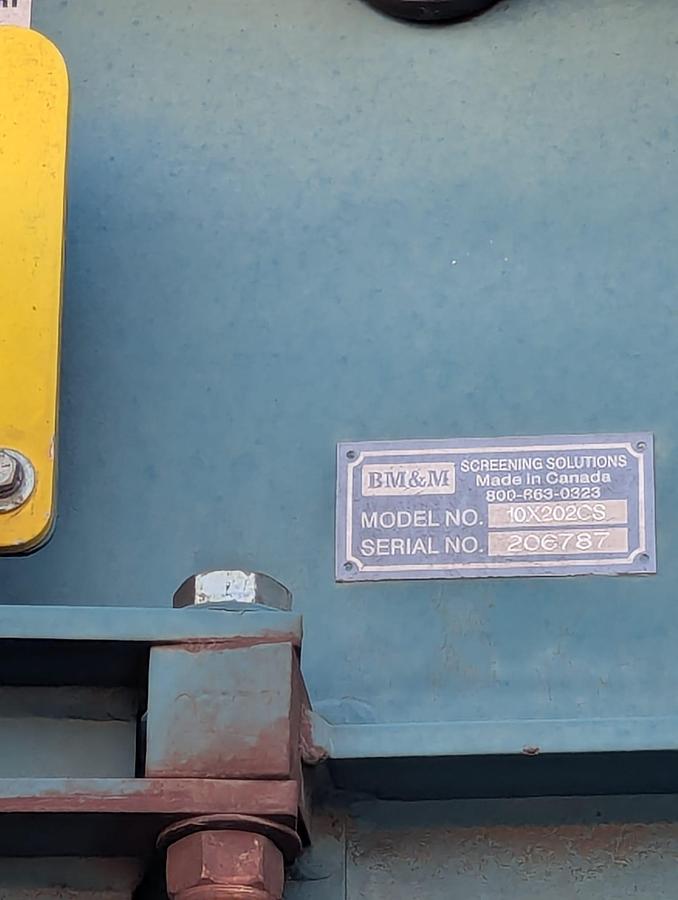 BM&M
SCREENING SOLUTIONS
Made in Canada
800-663-0323
MODEL NO. 10X202CS
SERIAL NO. 206787